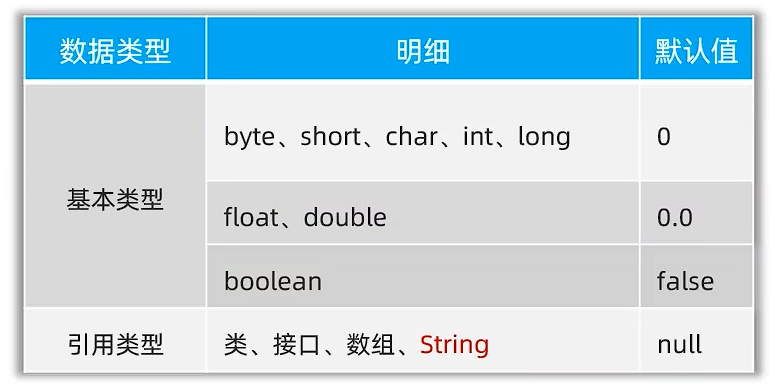 数据类型 明细 默认值
byte、short、char、int、long 0
基本类型
float、double 0.0
boolean false
引用类型 类、接口、数组、String null